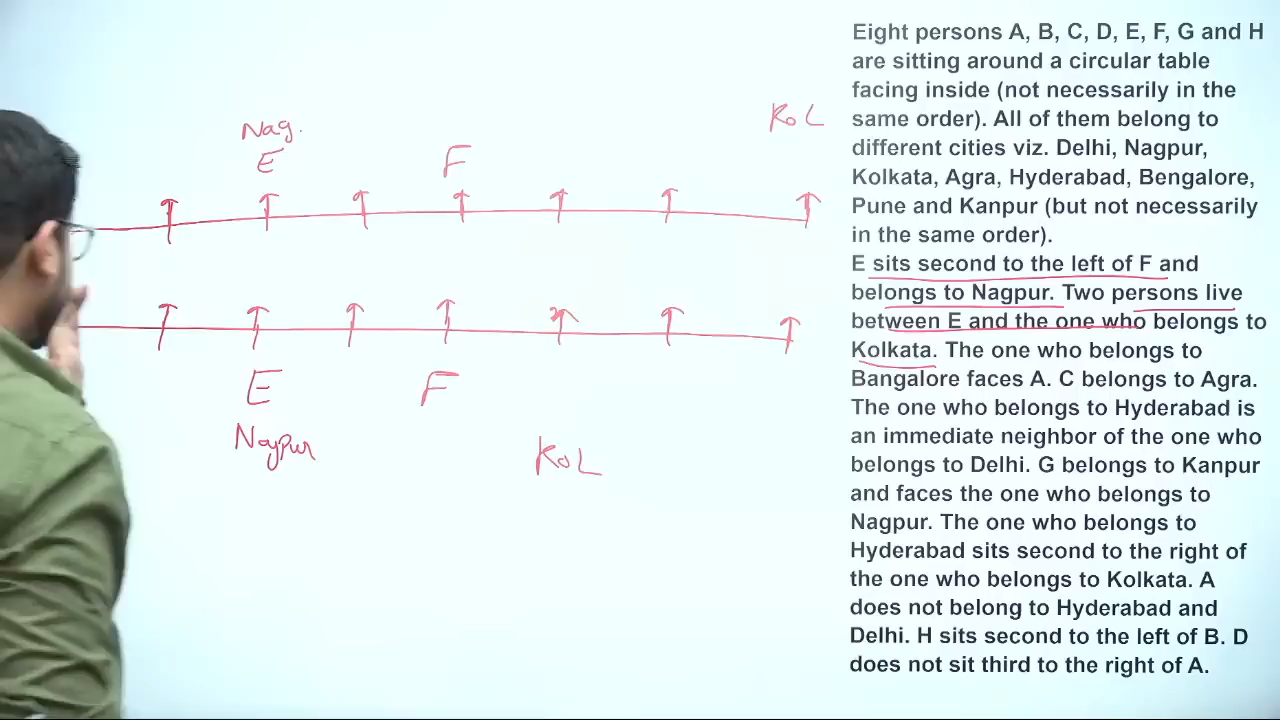 Nag.
E
F
KOL
E
F
Nagpur
KOL
Eight persons A, B, C, D, E, F, G and H
are sitting around a circular table
facing inside (not necessarily in the
same order). All of them belong to
different cities viz. Delhi, Nagpur,
Kolkata, Agra, Hyderabad, Bengalore,
Pune and Kanpur (but not necessarily
in the same order).
E sits second to the left of F and
belongs to Nagpur. Two persons live
between E and the one who belongs to
Kolkata. The one who belongs to
Bangalore faces A. C belongs to Agra.
The one who belongs to Hyderabad is
an immediate neighbor of the one who
belongs to Delhi. G belongs to Kanpur
and faces the one who belongs to
Nagpur. The one who belongs to
Hyderabad sits second to the right of
the one who belongs to Kolkata. A
does not belong to Hyderabad and
Delhi. H sits second to the left of B. D
does not sit third to the right of A.